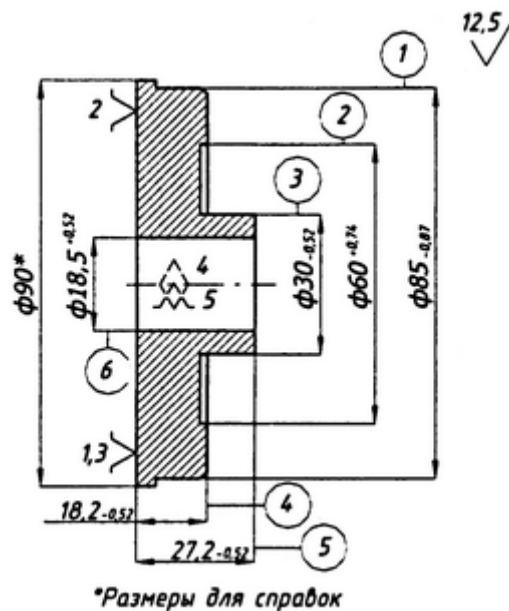 12,5
1
2
2
3
ф90*
ф18,5+0,52
4
5
ф30-0,52
ф60+0,74
ф85-0,87
6
1,3
18,2-0,52
4
27,2-0,52
5
*Размеры для справок